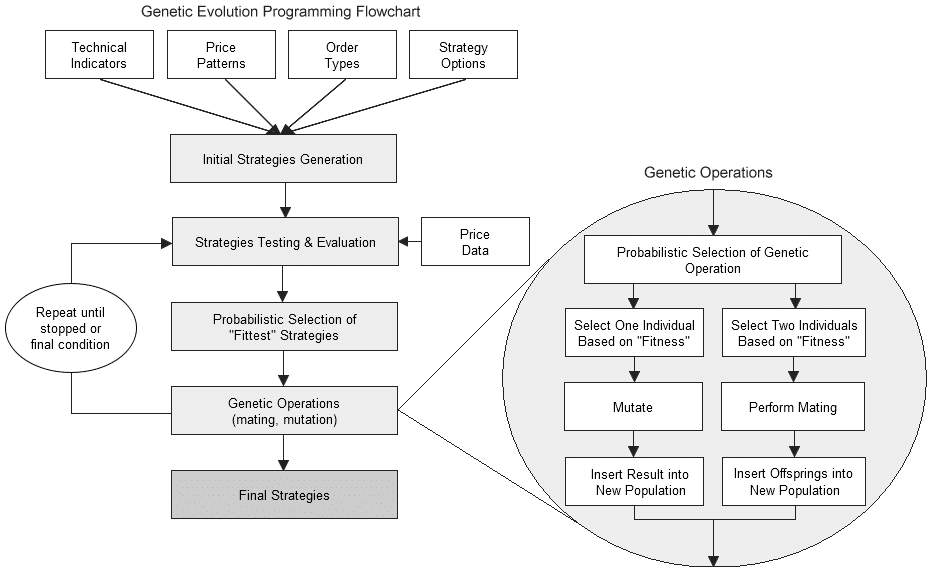 Genetic Evolution Programming Flowchart
Technical
Indicators
Price
Patterns
Order
Types
Strategy
Options
Initial Strategies Generation
Strategies Testing & Evaluation
Price
Data
Repeat until
stopped or
final condition
Probabilistic Selection of
"Fittest" Strategies
Genetic Operations
(mating, mutation)
Final Strategies
Genetic Operations
Probabilistic Selection of Genetic
Operation
Select One Individual
Based on "Fitness"
Select Two Individuals
Based on "Fitness"
Mutate
Perform Mating
Insert Result into
New Population
Insert Offsprings into
New Population